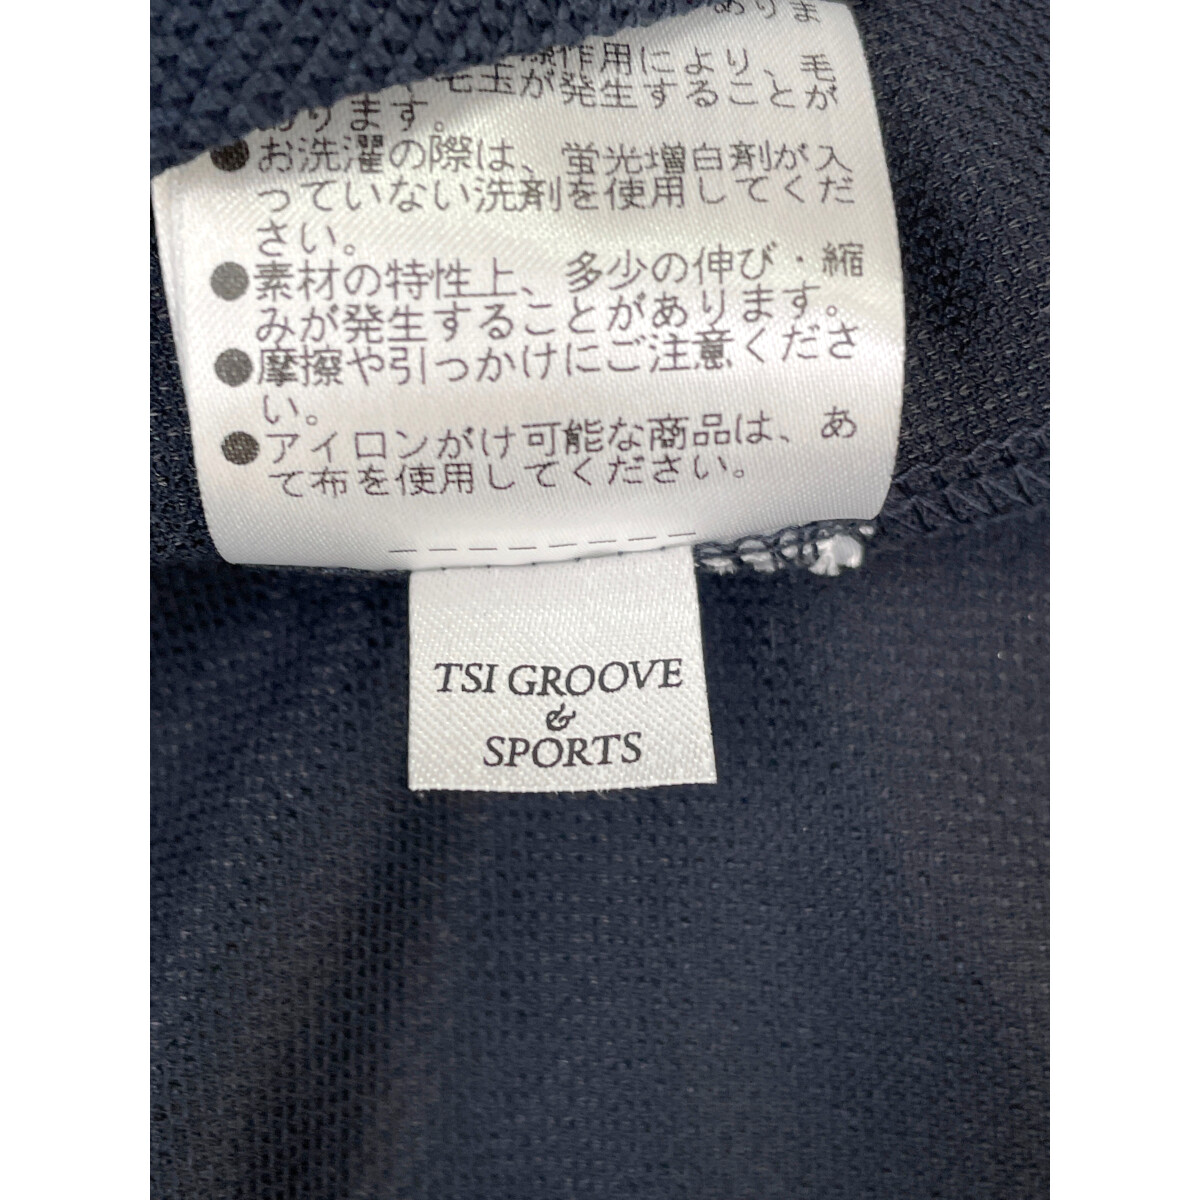 ありま
作用により、毛
毛玉が発生することが
あります。
●お洗濯の際は、蛍光増白剤が入
っていない洗剤を使用してくだ
さい。
●素材の特性上、多少の伸び・縮
みが発生することがあります。
●摩擦や引っかけにご注意くださ
い。
●アイロンがけ可能な商品は、あ
て布を使用してください。
TSI GROOVE
&
SPORTS